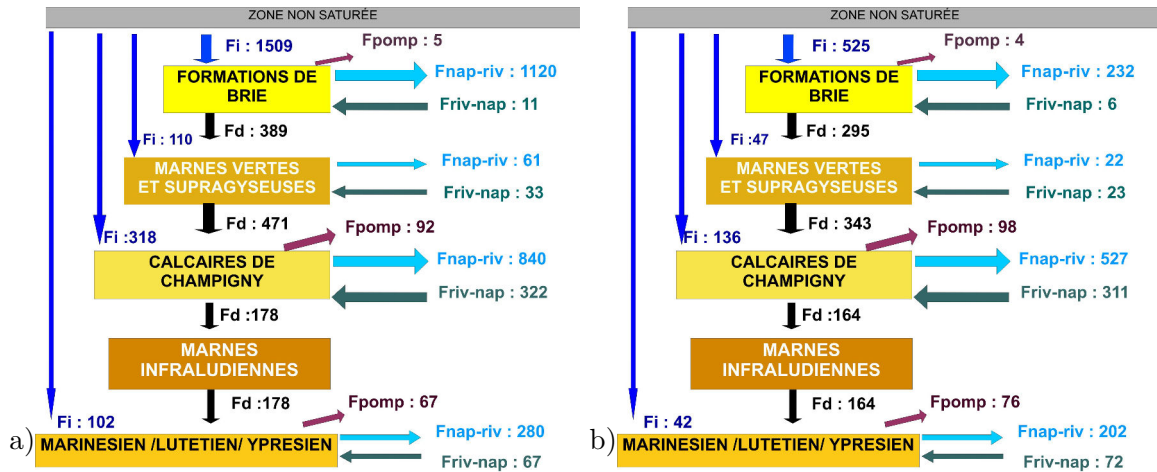 ZONE NON SATURÉE
Fi : 1509
Fpomp : 5
FORMATIONS DE
BRIE
Fnap-riv : 1120
Friv-nap : 11
Fd : 389
Fi : 110
MARNES VERTES
ET SUPRAGYSEUSES
Fnap-riv : 61
Friv-nap : 33
Fd : 471
Fpomp : 92
Fi :318
CALCAIRES DE
CHAMPIGNY
Fnap-riv : 840
Friv-nap : 322
Fd :178
MARNES
INFRALUDIENNES
Fd :178
Fpomp : 67
Fi : 102
a)
MARINESIEN /LUTETIEN/ YPRESIEN
Fnap-riv : 280
Friv-nap : 67
ZONE NON SATURÉE
Fi : 525
Fpomp : 4
FORMATIONS DE
BRIE
Fnap-riv : 232
Friv-nap : 6
Fd : 295
Fi :47
MARNES VERTES
ET SUPRAGYSEUSES
Fnap-riv : 22
Friv-nap : 23
Fd : 343
Fpomp : 98
Fi : 136
CALCAIRES DE
CHAMPIGNY
Fnap-riv : 527
Friv-nap : 311
Fd :164
MARNES
INFRALUDIENNES
Fd : 164
Fpomp : 76
Fi : 42
b)
MARINESIEN /LUTETIEN/ YPRESIEN
Fnap-riv : 202
Friv-nap : 72